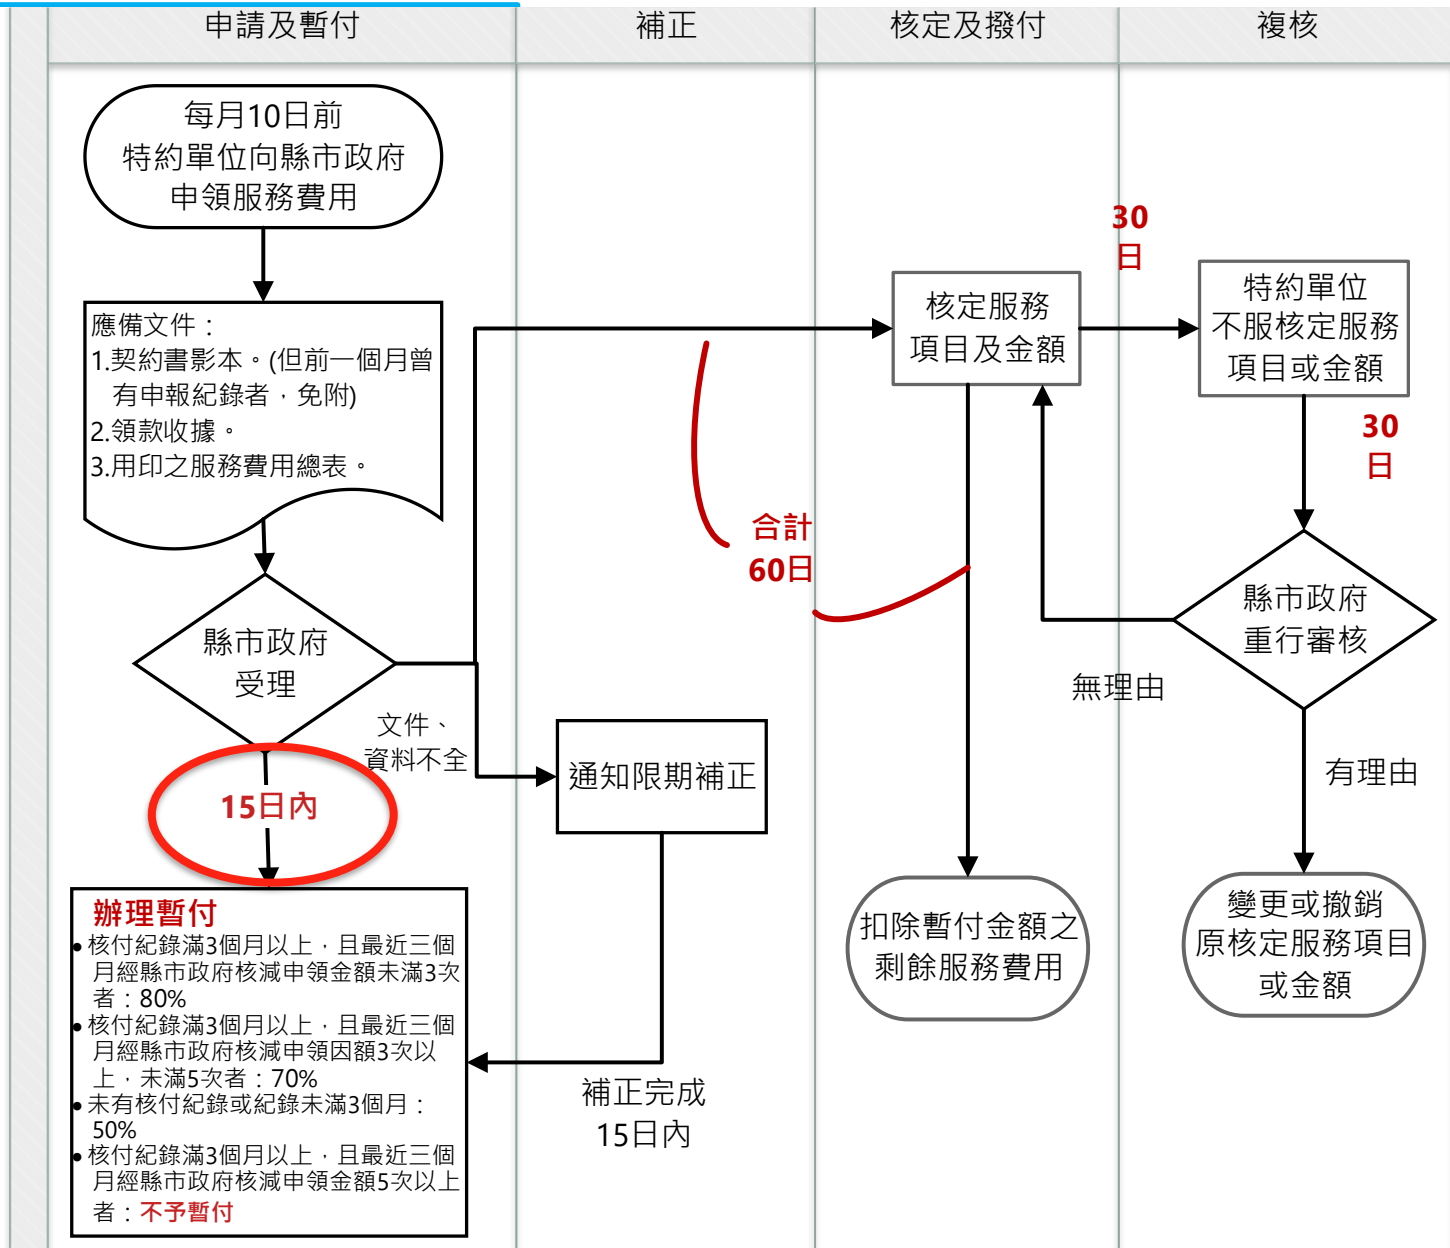 申請及暫付
補正
核定及撥付
複核
每月10日前
特約單位向縣市政府
申領服務費用
應備文件：
1.契約書影本。(但前一個月曾
有申報紀錄者，免附)
2.領款收據。
3.用印之服務費用總表。
縣市政府
受理
文件、
資料不全
15日內
辦理暫付
●核付紀錄滿3個月以上，且最近三個
月經縣市政府核減申領金額未滿3次
者：80%
●核付紀錄滿3個月以上，且最近三個
月經縣市政府核減申領因額3次以
上，未滿5次者：70%
●未有核付紀錄或紀錄未滿3個月：
50%
●核付紀錄滿3個月以上，且最近三個
月經縣市政府核減申領金額5次以上
者：不予暫付
通知限期補正
補正完成
15日內
合計
60日
核定服務
項目及金額
扣除暫付金額之
剩餘服務費用
30
日
特約單位
不服核定服務
項目或金額
30
日
縣市政府
重行審核
無理由
有理由
變更或撤銷
原核定服務項目
或金額